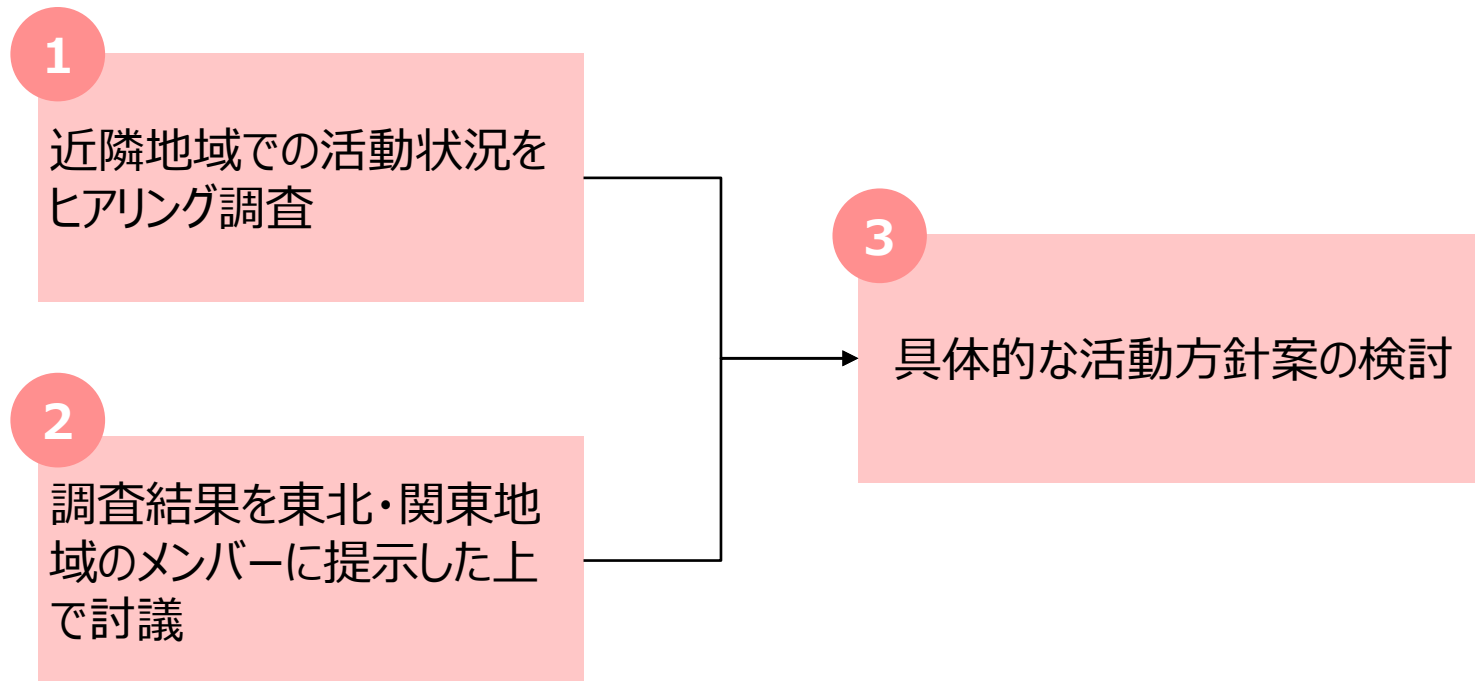 1
近隣地域での活動状況を
ヒアリング調査
2
調査結果を東北・関東地
域のメンバーに提示した上
で討議
3
具体的な活動方針案の検討